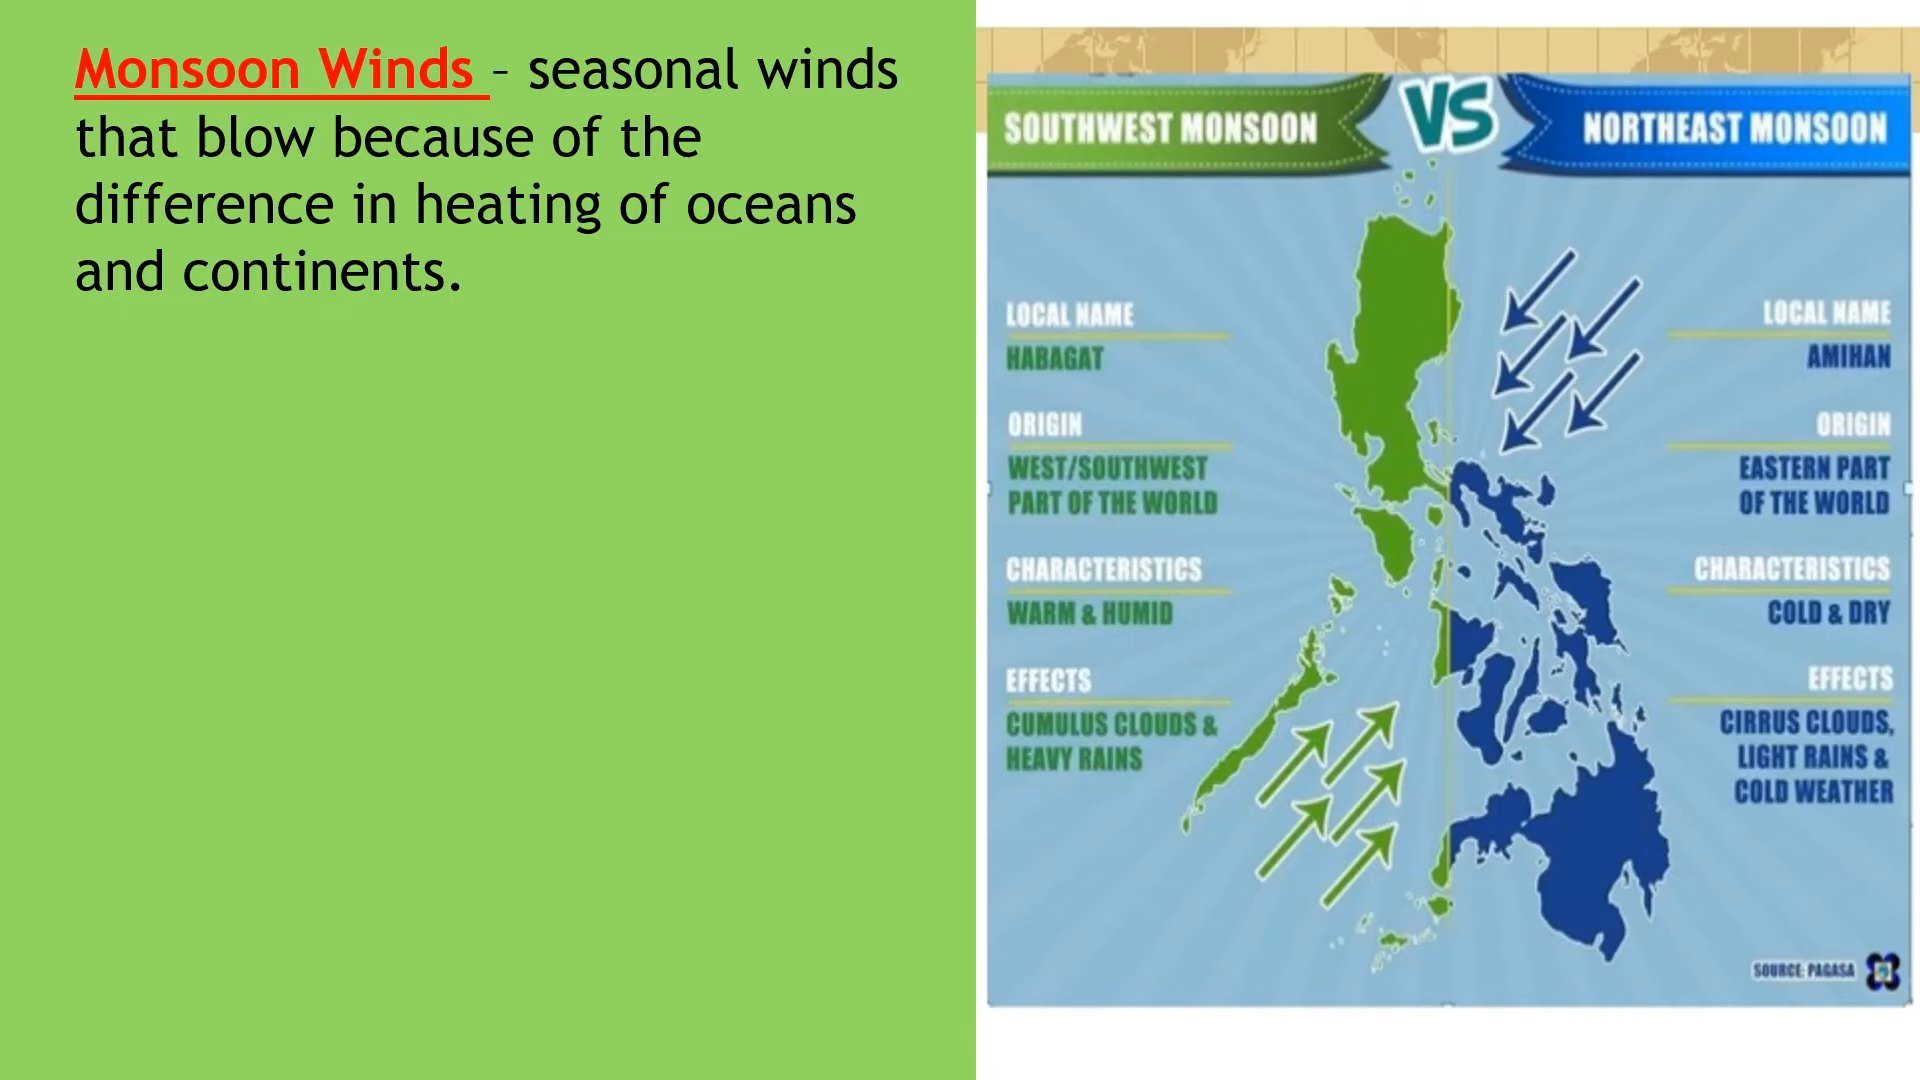 Monsoon Winds – seasonal winds
that blow because of the
difference in heating of oceans
and continents.
SOUTHWEST MONSOON
VS
NORTHEAST MONSOON
LOCAL NAME
HABAGAT
ORIGIN
WEST/SOUTHWEST
PART OF THE WORLD
CHARACTERISTICS
WARM & HUMID
EFFECTS
CUMULUS CLOUDS &
HEAVY RAINS
LOCAL NAME
AMIHAN
ORIGIN
EASTERN PART
OF THE WORLD
CHARACTERISTICS
COLD & DRY
EFFECTS
CIRRUS CLOUDS,
LIGHT RAINS &
COLD WEATHER
SOURCE: PAGASA